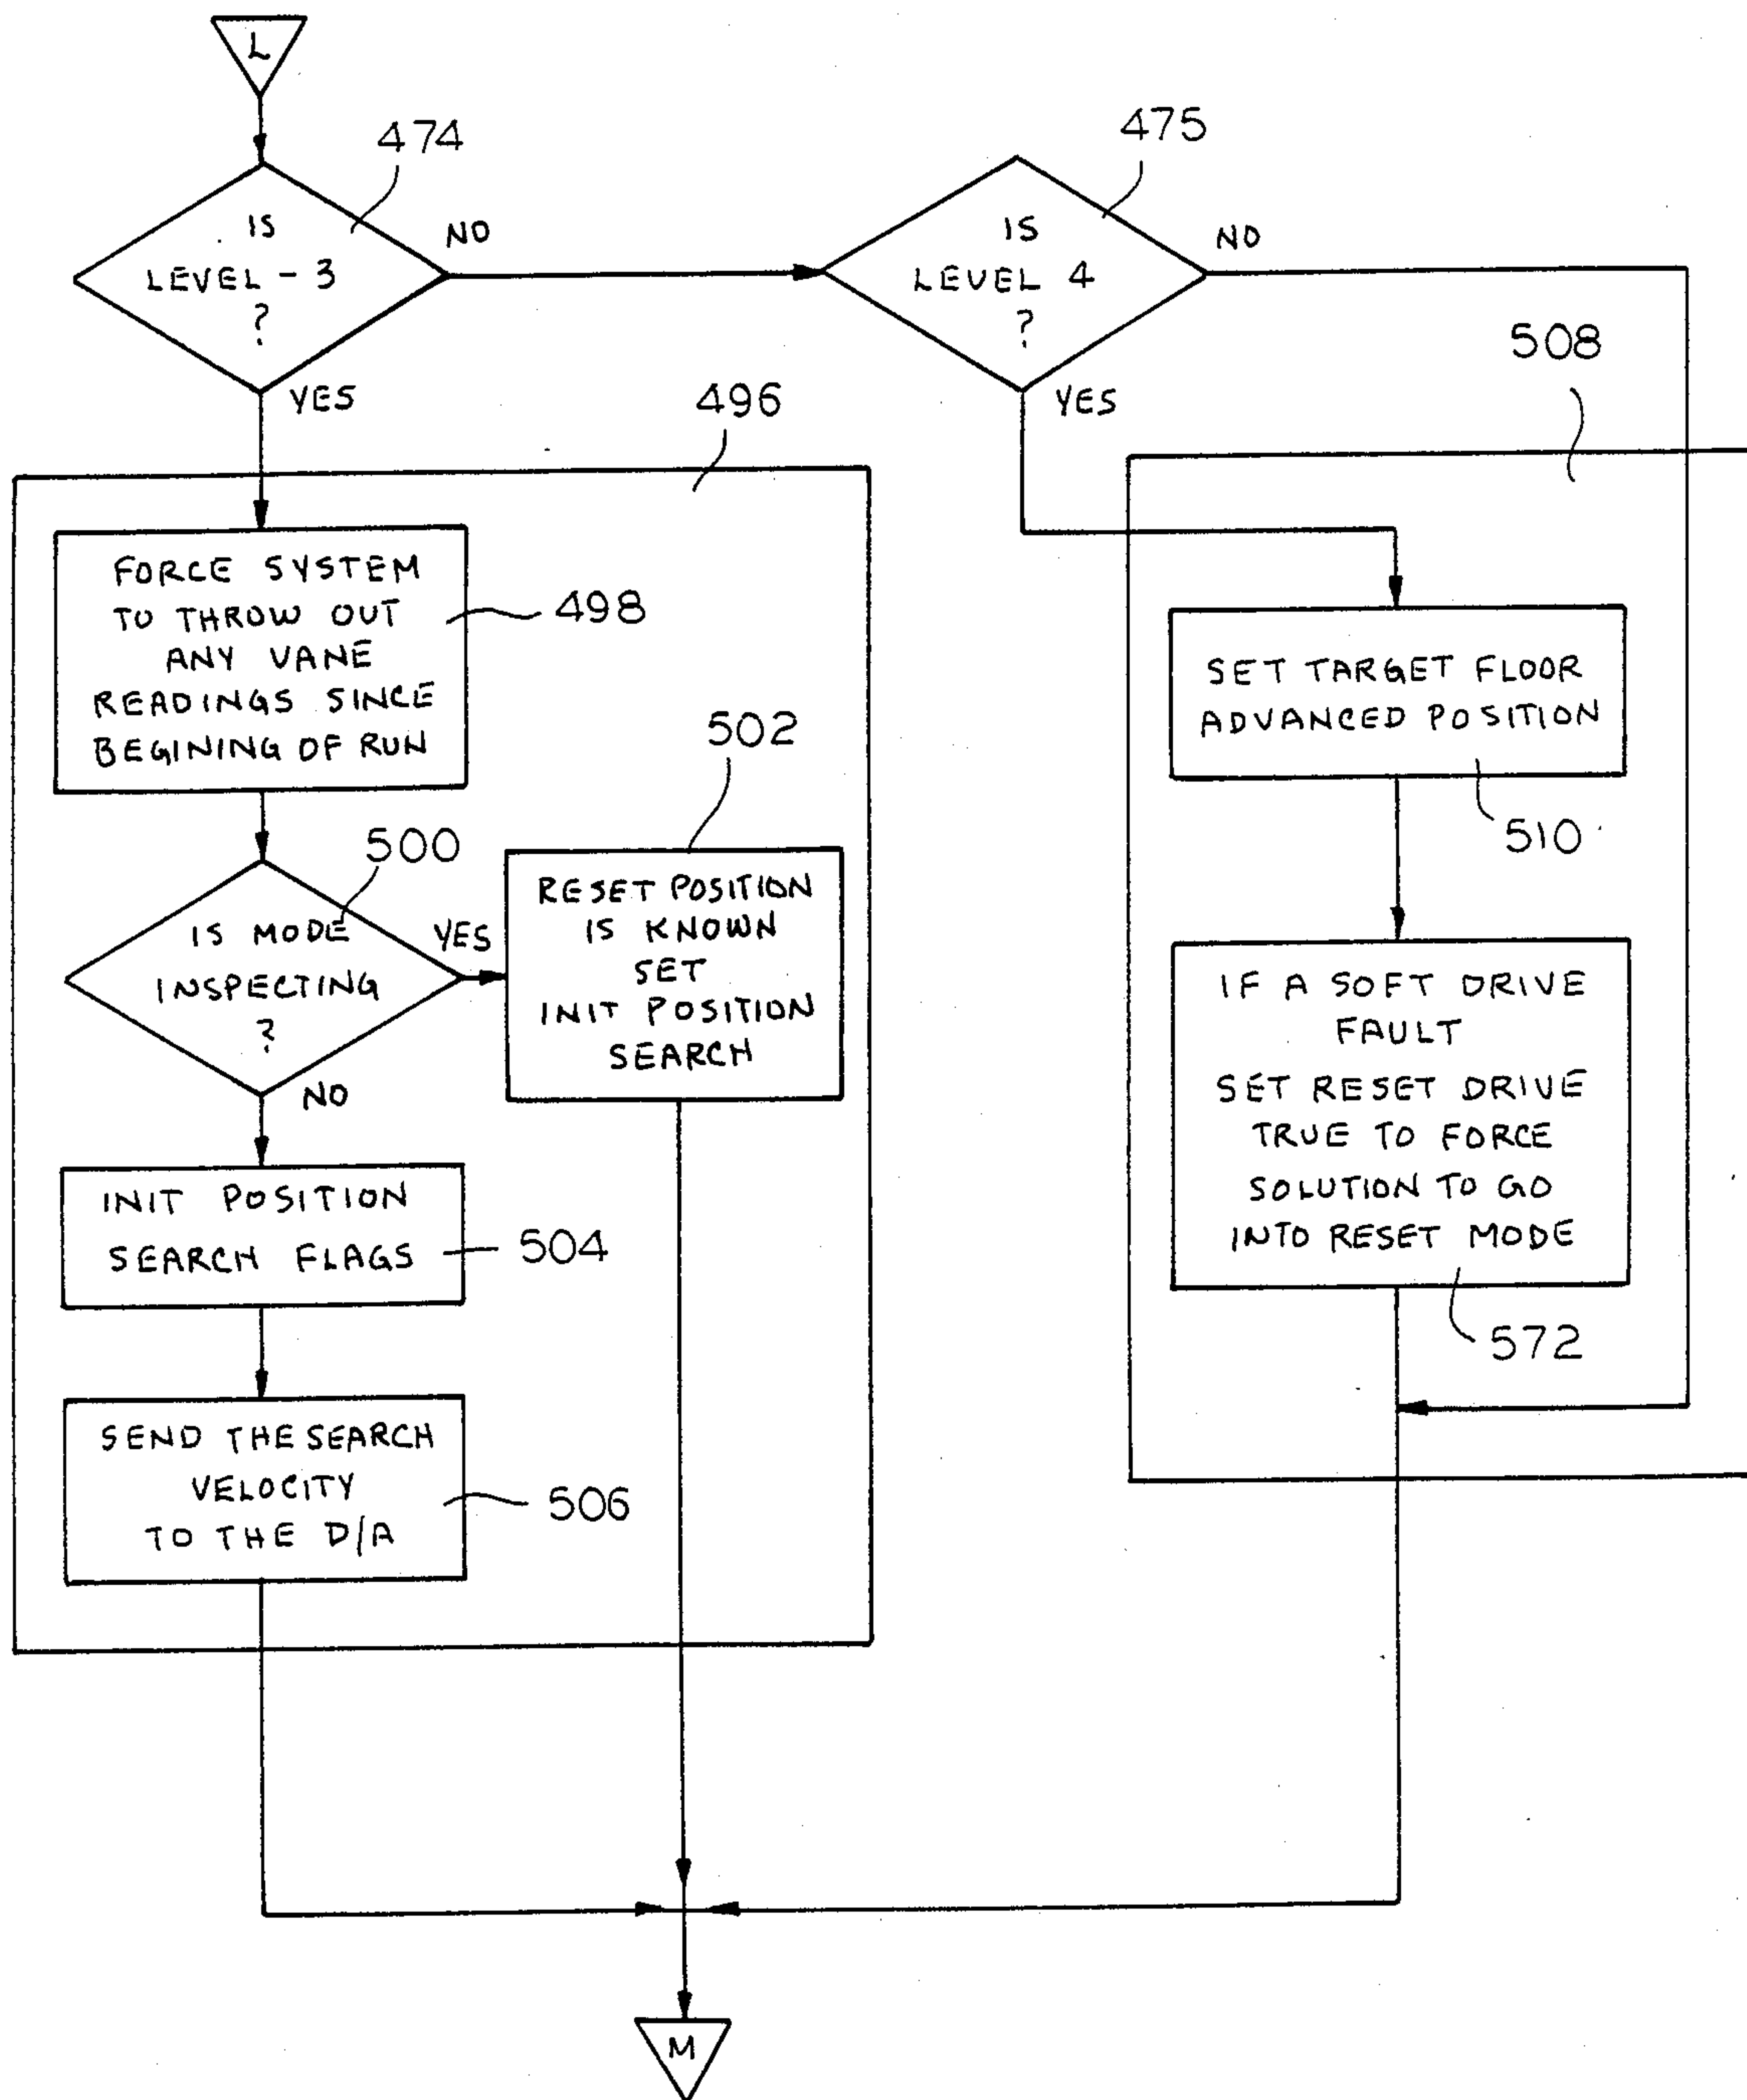 L
474
475
IS
LEVEL - 3
?
NO
YES
IS
LEVEL 4
?
NO
YES
508
496
FORCE SYSTEM
TO THROW OUT
ANY VANE
READINGS SINCE
BEGINING OF RUN
498
502
500
IS MODE
INSPECTING
?
YES
NO
RESET POSITION
IS KNOWN
SET
INIT POSITION
SEARCH
SET TARGET FLOOR
ADVANCED POSITION
510
IF A SOFT DRIVE
FAULT
SET RESET DRIVE
TRUE TO FORCE
SOLUTION TO GO
INTO RESET MODE
572
INIT POSITION
SEARCH FLAGS
504
SEND THE SEARCH
VELOCITY
TO THE D/A
506
M